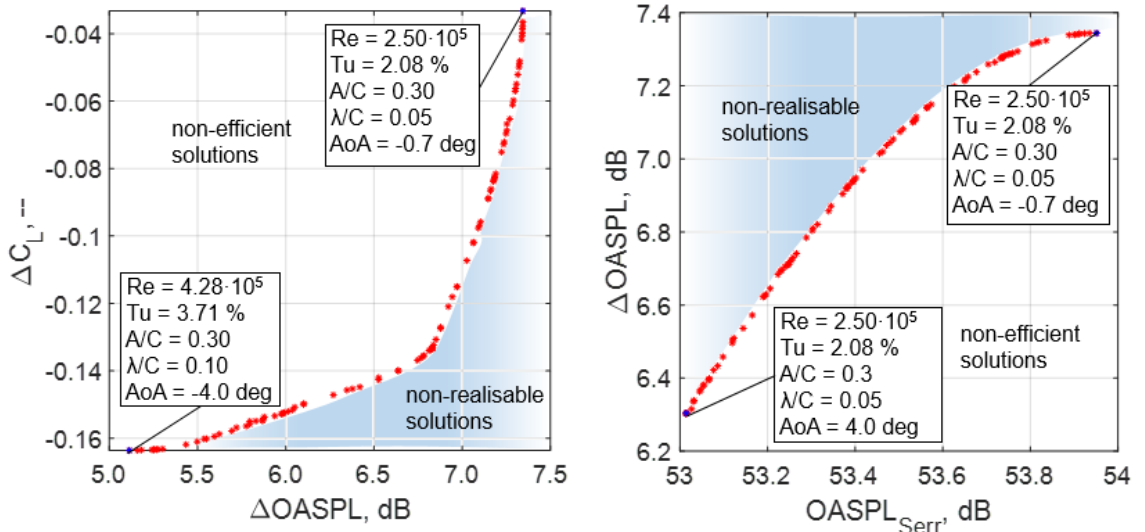 -0.04
-0.06
-0.08
-0.1
-0.12
-0.14
-0.16
ΔC_L, --
5.0 5.5 6.0 6.5 7.0 7.5
ΔOASPL, dB
non-efficient
solutions
Re = 2.50·10⁵
Tu = 2.08 %
A/C = 0.30
λ/C = 0.05
AoA = -0.7 deg
Re = 4.28·10⁵
Tu = 3.71 %
A/C = 0.30
λ/C = 0.10
AoA = -4.0 deg
non-realisable
solutions
7.4
7.2
7.0
6.8
6.6
6.4
6.2
ΔOASPL, dB
53 53.2 53.4 53.6 53.8 54
OASPL_Serr, dB
non-realisable
solutions
Re = 2.50·10⁵
Tu = 2.08 %
A/C = 0.30
λ/C = 0.05
AoA = -0.7 deg
Re = 2.50·10⁵
Tu = 2.08 %
A/C = 0.3
λ/C = 0.05
AoA = 4.0 deg
non-efficient
solutions